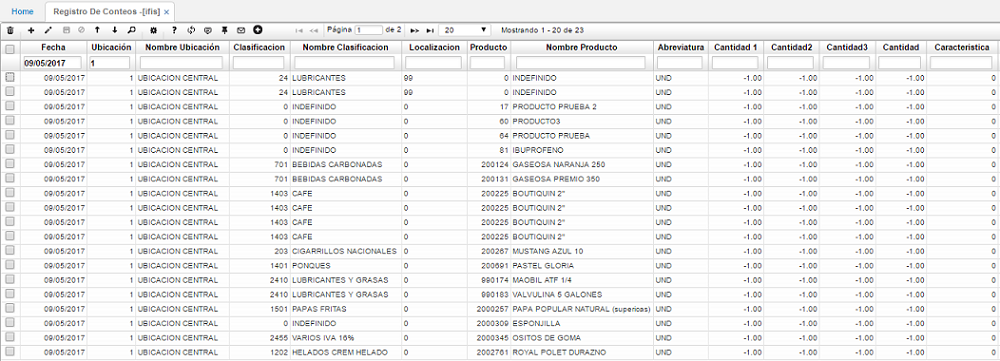 Home Registro De Conteos -[ifis] ×
Página 1 de 2 20 Mostrando 1 - 20 de 23
Fecha Ubicación Nombre Ubicación Clasificacion Nombre Clasificacion Localizacion Producto Nombre Producto Abreviatura Cantidad 1 Cantidad2 Cantidad3 Cantidad Caracteristica
09/05/2017 1
09/05/2017 1 UBICACION CENTRAL 24 LUBRICANTES 99 0 INDEFINIDO UND -1.00 -1.00 -1.00 -1.00 0
09/05/2017 1 UBICACION CENTRAL 24 LUBRICANTES 99 0 INDEFINIDO UND -1.00 -1.00 -1.00 -1.00 0
09/05/2017 1 UBICACION CENTRAL 0 INDEFINIDO 0 17 PRODUCTO PRUEBA 2 UND -1.00 -1.00 -1.00 -1.00 0
09/05/2017 1 UBICACION CENTRAL 0 INDEFINIDO 0 60 PRODUCTO3 UND -1.00 -1.00 -1.00 -1.00 0
09/05/2017 1 UBICACION CENTRAL 0 INDEFINIDO 0 64 PRODUCTO PRUEBA UND -1.00 -1.00 -1.00 -1.00 0
09/05/2017 1 UBICACION CENTRAL 0 INDEFINIDO 0 81 IBUPROFENO UND -1.00 -1.00 -1.00 -1.00 0
09/05/2017 1 UBICACION CENTRAL 701 BEBIDAS CARBONADAS 0 200124 GASEOSA NARANJA 250 UND -1.00 -1.00 -1.00 -1.00 0
09/05/2017 1 UBICACION CENTRAL 701 BEBIDAS CARBONADAS 0 200131 GASEOSA PREMIO 350 UND -1.00 -1.00 -1.00 -1.00 0
09/05/2017 1 UBICACION CENTRAL 1403 CAFE 0 200225 BOUTIQUIN 2" UND -1.00 -1.00 -1.00 -1.00 0
09/05/2017 1 UBICACION CENTRAL 1403 CAFE 0 200225 BOUTIQUIN 2" UND -1.00 -1.00 -1.00 -1.00 0
09/05/2017 1 UBICACION CENTRAL 1403 CAFE 0 200225 BOUTIQUIN 2" UND -1.00 -1.00 -1.00 -1.00 0
09/05/2017 1 UBICACION CENTRAL 1403 CAFE 0 200225 BOUTIQUIN 2" UND -1.00 -1.00 -1.00 -1.00 0
09/05/2017 1 UBICACION CENTRAL 203 CIGARRILLOS NACIONALES 0 200267 MUSTANG AZUL 10 UND -1.00 -1.00 -1.00 -1.00 0
09/05/2017 1 UBICACION CENTRAL 1401 PONQUES 0 200691 PASTEL GLORIA UND -1.00 -1.00 -1.00 -1.00 0
09/05/2017 1 UBICACION CENTRAL 2410 LUBRICANTES Y GRASAS 0 990174 MAOBIL ATF 1/4 UND -1.00 -1.00 -1.00 -1.00 0
09/05/2017 1 UBICACION CENTRAL 2410 LUBRICANTES Y GRASAS 0 990183 VALVULINA 5 GALONES UND -1.00 -1.00 -1.00 -1.00 0
09/05/2017 1 UBICACION CENTRAL 1501 PAPAS FRITAS 0 2000257 PAPA POPULAR NATURAL (supericas) UND -1.00 -1.00 -1.00 -1.00 0
09/05/2017 1 UBICACION CENTRAL 0 INDEFINIDO 0 2000309 ESPONJILLA UND -1.00 -1.00 -1.00 -1.00 0
09/05/2017 1 UBICACION CENTRAL 2455 VARIOS IVA 16% 0 2000345 OSITOS DE GOMA UND -1.00 -1.00 -1.00 -1.00 0
09/05/2017 1 UBICACION CENTRAL 1202 HELADOS CREM HELADO 0 2002761 ROYAL POLET DURAZNO UND -1.00 -1.00 -1.00 -1.00 0